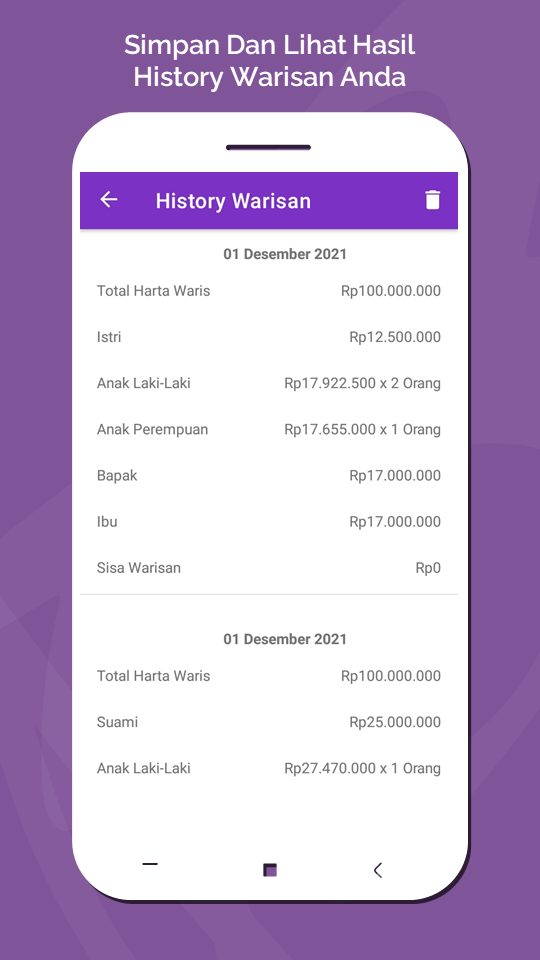 Simpan Dan Lihat Hasil
History Warisan Anda
History Warisan
01 Desember 2021
Total Harta Waris Rp100.000.000
Istri Rp12.500.000
Anak Laki-Laki Rp17.922.500 x 2 Orang
Anak Perempuan Rp17.655.000 x 1 Orang
Bapak Rp17.000.000
Ibu Rp17.000.000
Sisa Warisan Rp0
01 Desember 2021
Total Harta Waris Rp100.000.000
Suami Rp25.000.000
Anak Laki-Laki Rp27.470.000 x 1 Orang